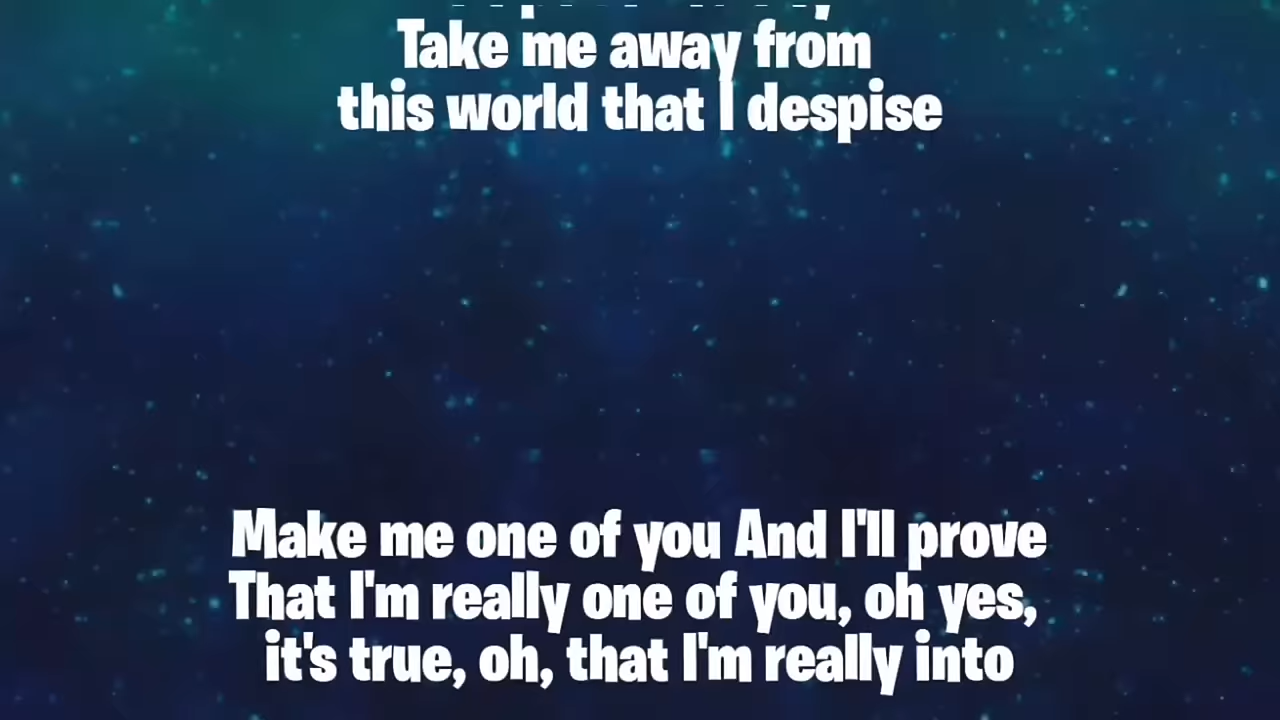 Take me away from
this world that I despise
Make me one of you And I'll prove
That I'm really one of you, oh yes,
it's true, oh, that I'm really into